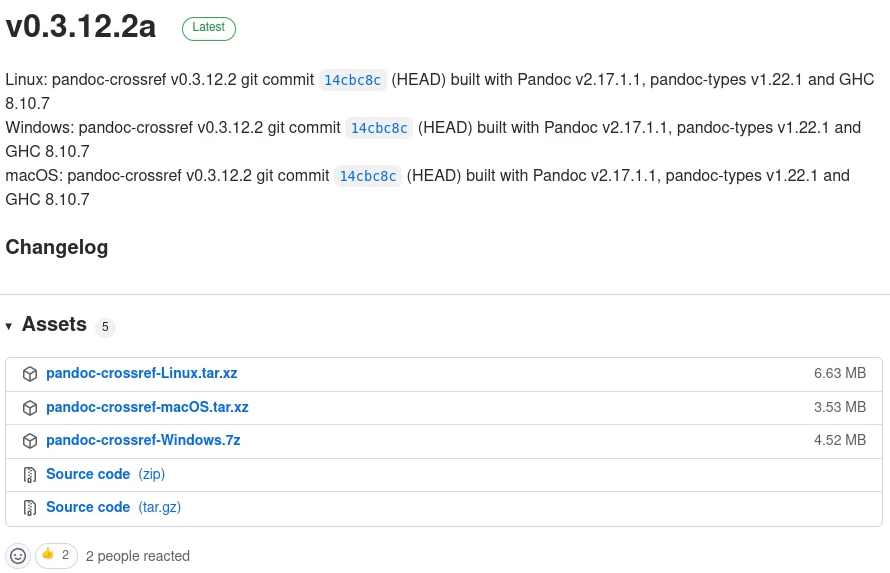 v0.3.12.2a Latest
Linux: pandoc-crossref v0.3.12.2 git commit 14cbc8c (HEAD) built with Pandoc v2.17.1.1, pandoc-types v1.22.1 and GHC
8.10.7
Windows: pandoc-crossref v0.3.12.2 git commit 14cbc8c (HEAD) built with Pandoc v2.17.1.1, pandoc-types v1.22.1 and
GHC 8.10.7
macOS: pandoc-crossref v0.3.12.2 git commit 14cbc8c (HEAD) built with Pandoc v2.17.1.1, pandoc-types v1.22.1 and
GHC 8.10.7
Changelog
Assets 5
pandoc-crossref-Linux.tar.xz 6.63 MB
pandoc-crossref-macOS.tar.xz 3.53 MB
pandoc-crossref-Windows.7z 4.52 MB
Source code (zip)
Source code (tar.gz)
👍 2 2 people reacted